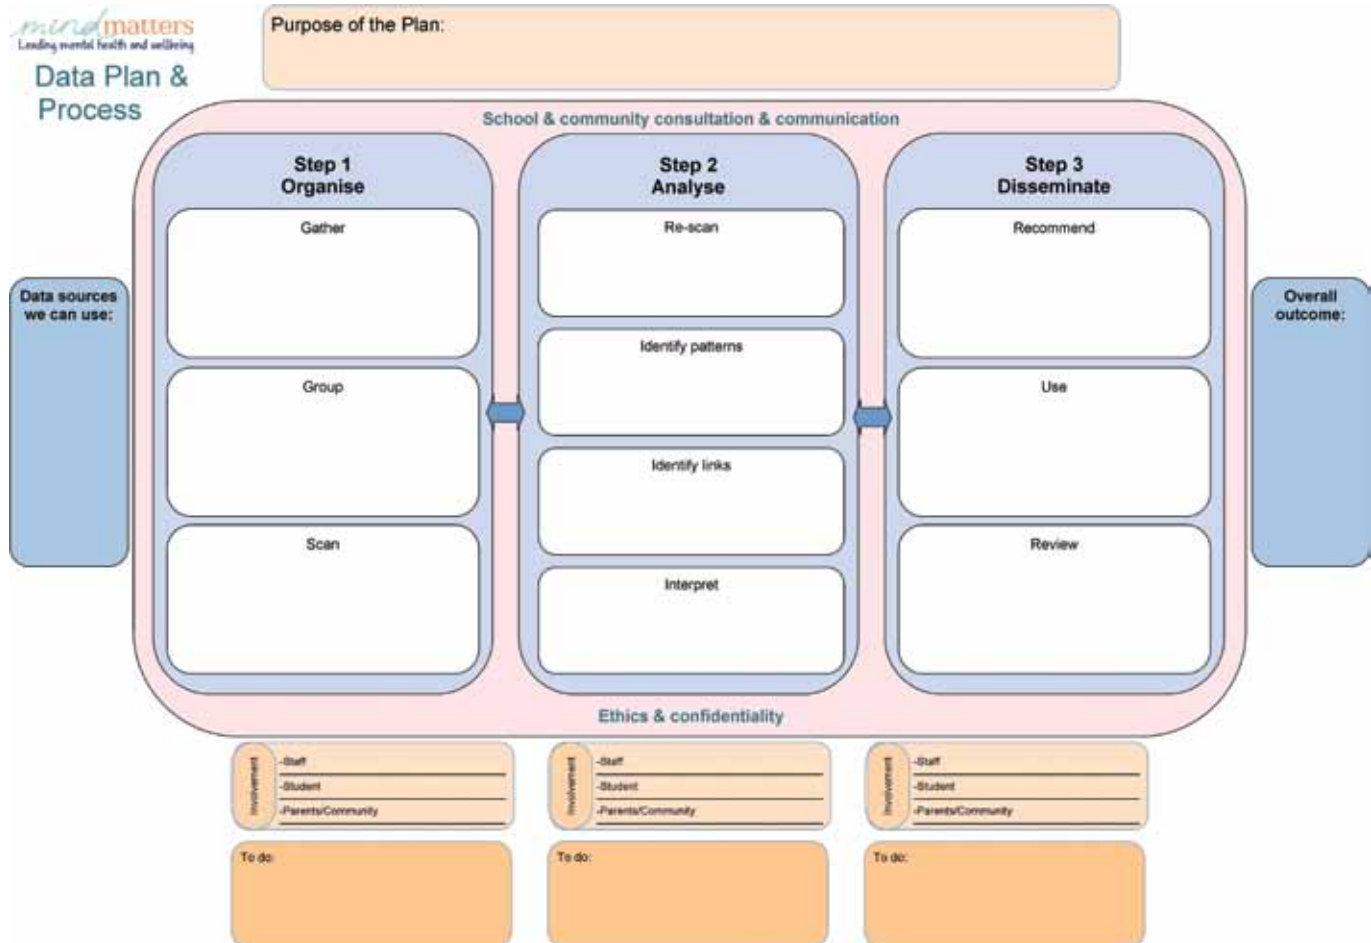 mindmatters
Leading mental health and wellbeing
Data Plan &
Process
Purpose of the Plan:
School & community consultation & communication
Data sources
we can use:
Step 1
Organise
Gather
Group
Scan
Step 2
Analyse
Re-scan
Identify patterns
Identify links
Interpret
Step 3
Disseminate
Recommend
Use
Review
Overall
outcome:
Ethics & confidentiality
Involvement
-Staff
-Student
-Parents/Community
Involvement
-Staff
-Student
-Parents/Community
Involvement
-Staff
-Student
-Parents/Community
To do:
To do:
To do: